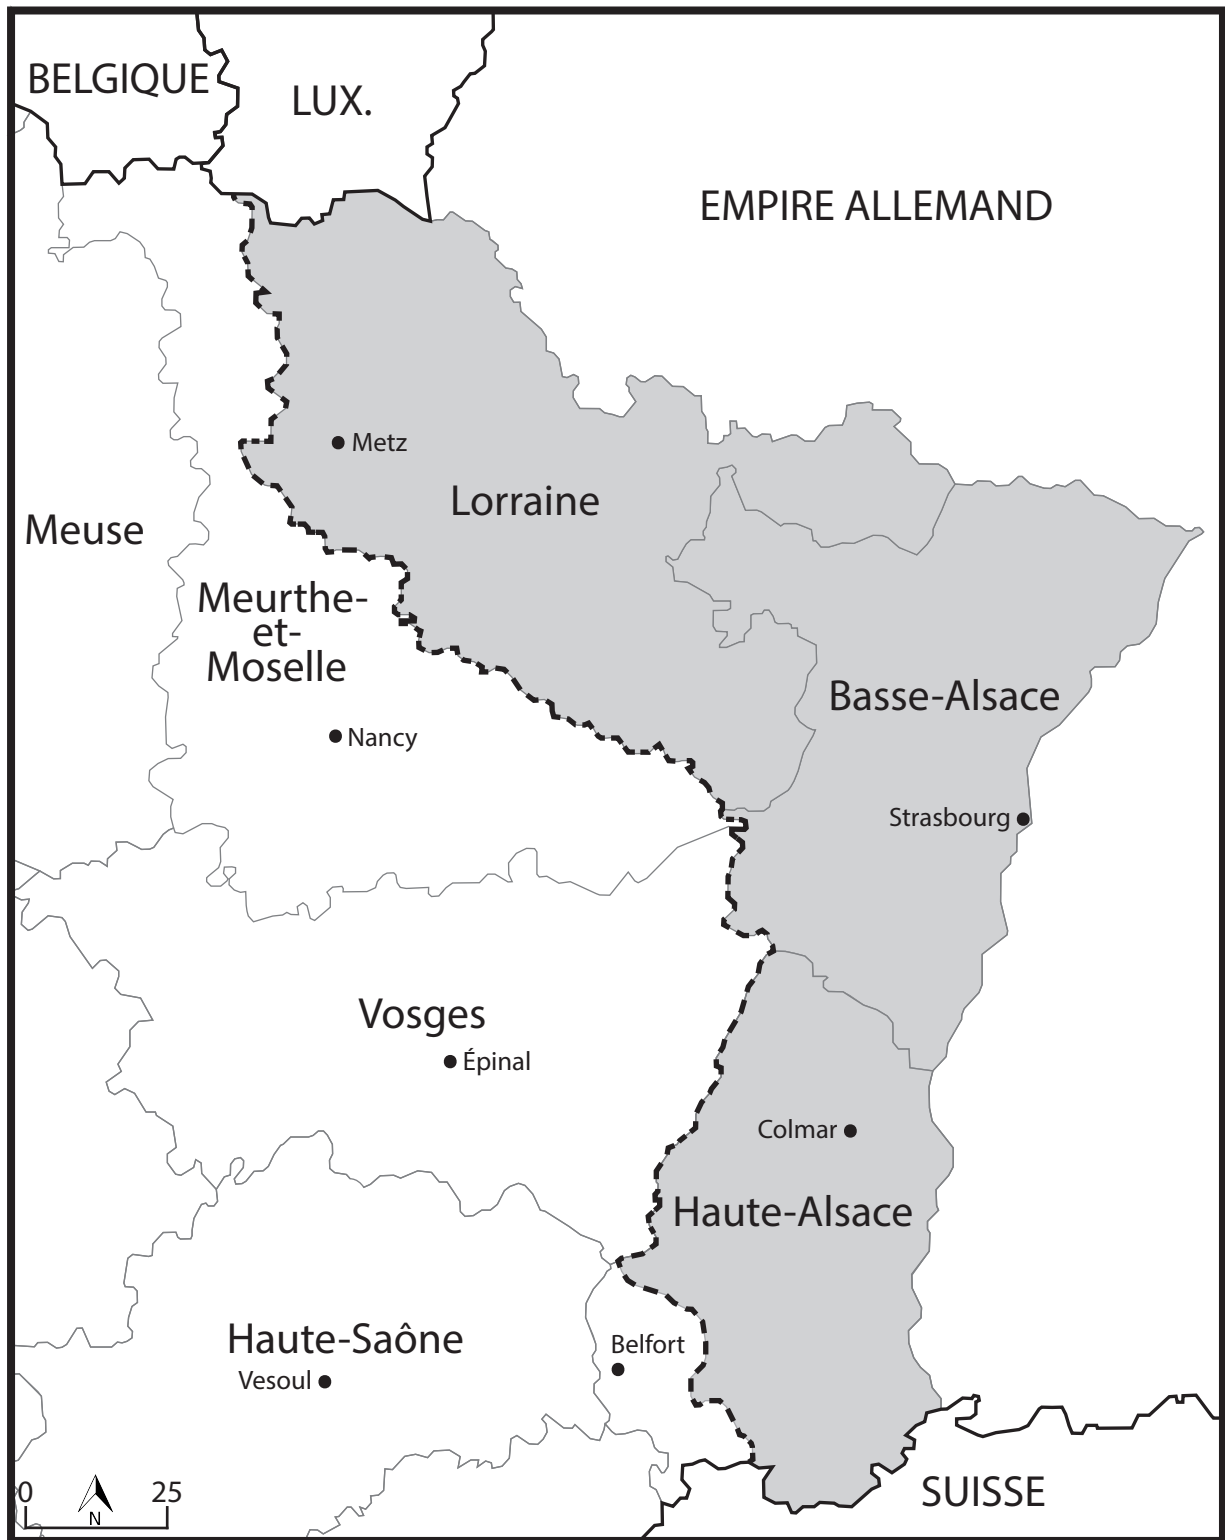 BELGIQUE
LUX.
EMPIRE ALLEMAND
Metz
Lorraine
Meuse
Meurthe-
et-
Moselle
Basse-Alsace
Nancy
Strasbourg
Vosges
Épinal
Colmar
Haute-Alsace
Haute-Saône
Belfort
Vesoul
0 25
N
SUISSE